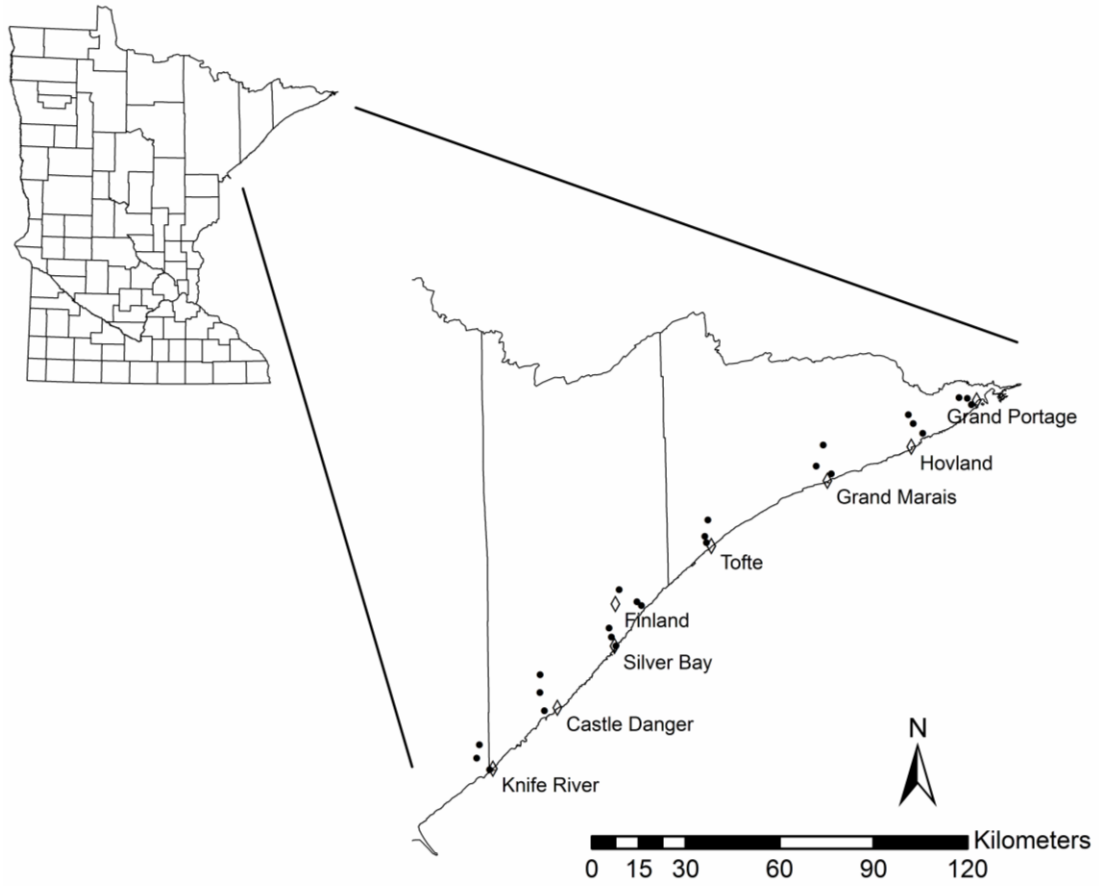 Grand Portage
Hovland
Grand Marais
Tofte
Finland
Silver Bay
Castle Danger
Knife River
N
Kilometers
0 15 30 60 90 120